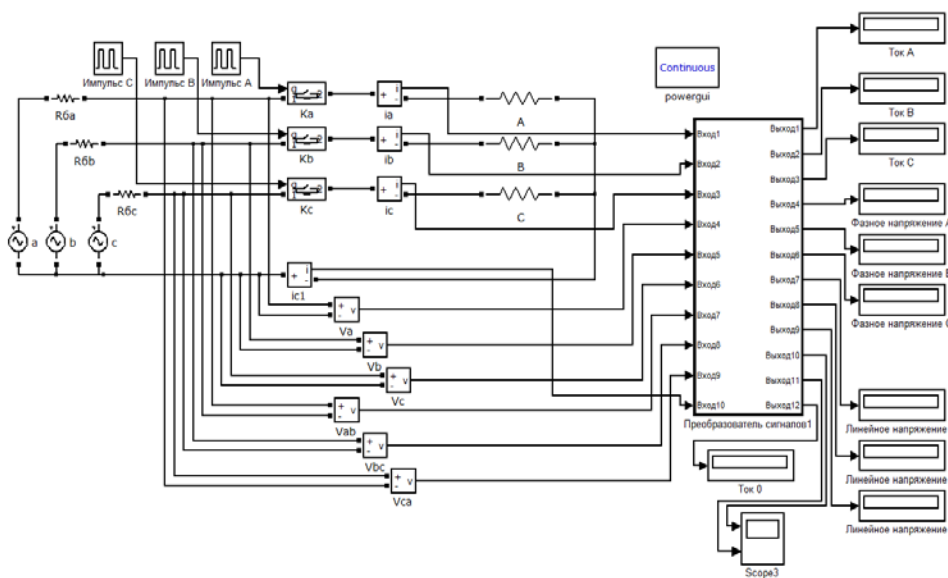 Импульс C
Импульс B
Импульс A
Continuous
powergui
Ток A
Ток B
Ток C
Фазное напряжение A
Фазное напряжение B
Фазное напряжение C
Линейное напряжение
Линейное напряжение
Линейное напряжение
Rба
Rбb
Rбc
a
b
c
Ka
Kb
Kc
ia
ib
ic
ic1
A
B
C
Va
Vb
Vc
Vab
Vbc
Vca
Вход1
Вход2
Вход3
Вход4
Вход5
Вход6
Вход7
Вход8
Вход9
Вход10
Выход1
Выход2
Выход3
Выход4
Выход5
Выход6
Выход7
Выход8
Выход9
Выход10
Выход11
Выход12
Преобразователь сигналов1
Ток 0
Scope3